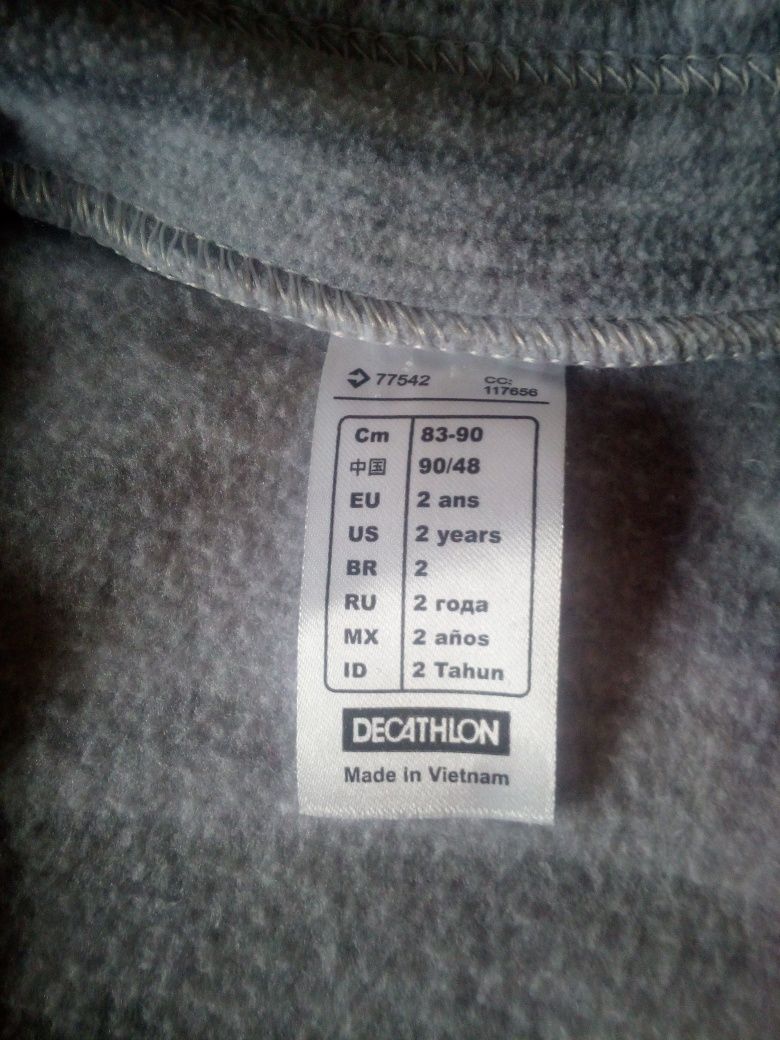 77542 CC:
117656
Cm 83-90
中国 90/48
EU 2 ans
US 2 years
BR 2
RU 2 года
MX 2 años
ID 2 Tahun
DECATHLON
Made in Vietnam